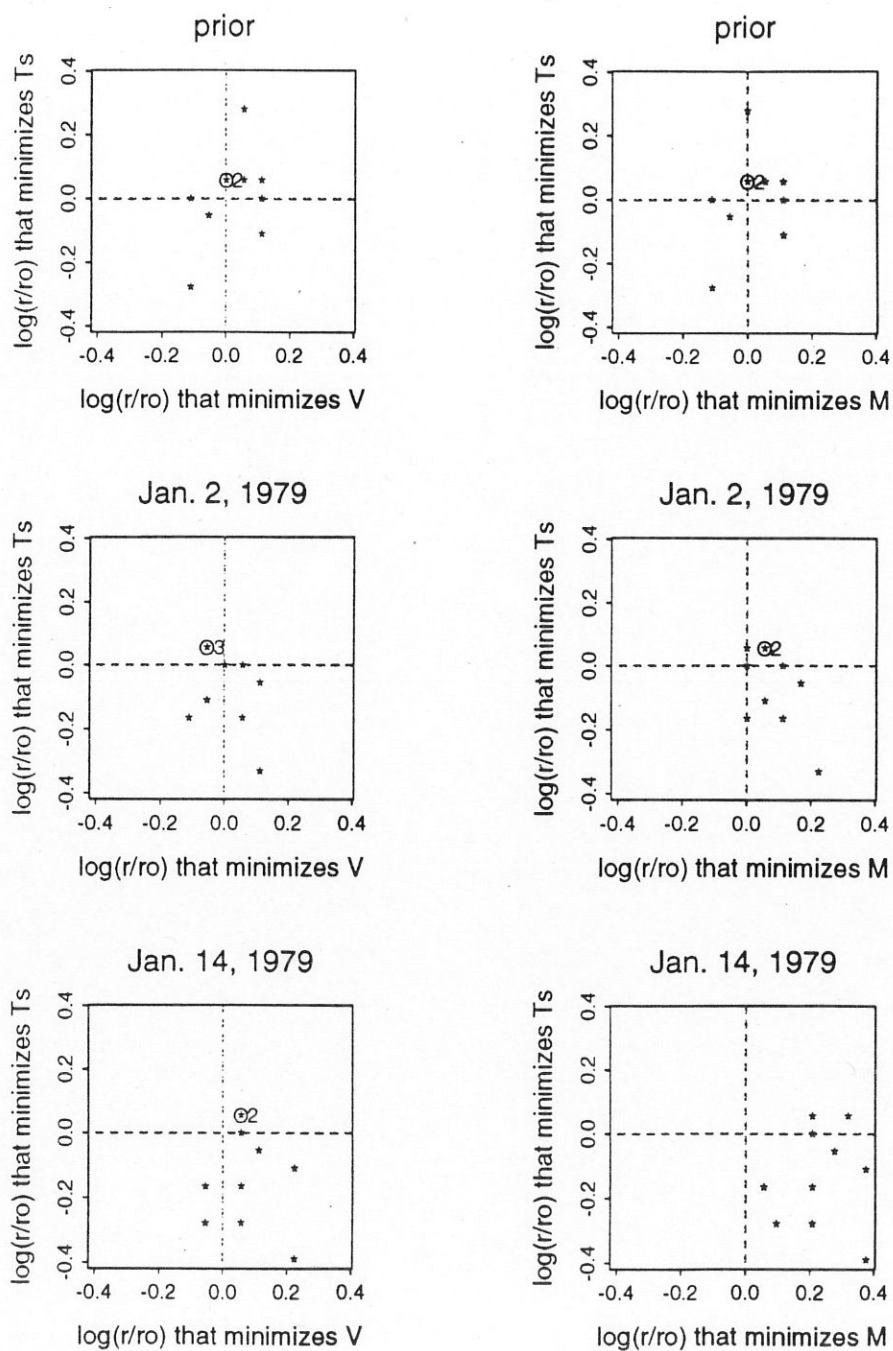 prior
log(r/ro) that minimizes Ts
0.4
0.2
0.0
-0.2
-0.4
2
-0.4 -0.2 0.0 0.2 0.4
log(r/ro) that minimizes V
prior
log(r/ro) that minimizes Ts
0.4
0.2
0.0
-0.2
-0.4
2
-0.4 -0.2 0.0 0.2 0.4
log(r/ro) that minimizes M
Jan. 2, 1979
log(r/ro) that minimizes Ts
0.4
0.2
0.0
-0.2
-0.4
3
-0.4 -0.2 0.0 0.2 0.4
log(r/ro) that minimizes V
Jan. 2, 1979
log(r/ro) that minimizes Ts
0.4
0.2
0.0
-0.2
-0.4
2
-0.4 -0.2 0.0 0.2 0.4
log(r/ro) that minimizes M
Jan. 14, 1979
log(r/ro) that minimizes Ts
0.4
0.2
0.0
-0.2
-0.4
2
-0.4 -0.2 0.0 0.2 0.4
log(r/ro) that minimizes V
Jan. 14, 1979
log(r/ro) that minimizes Ts
0.4
0.2
0.0
-0.2
-0.4
-0.4 -0.2 0.0 0.2 0.4
log(r/ro) that minimizes M